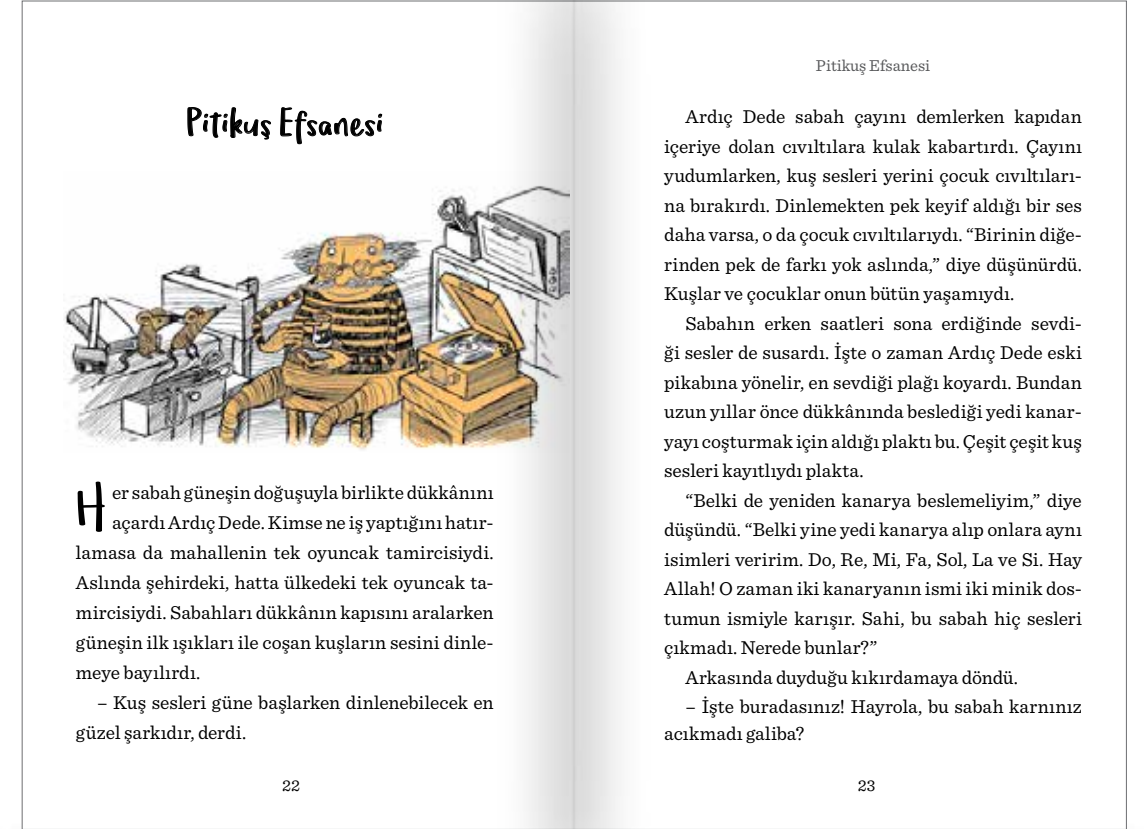 Pitikuş Efsanesi
Her sabah güneşin doğuşuyla birlikte dükkânını
açardı Ardıç Dede. Kimse ne iş yaptığını hatır-
lamasa da mahallenin tek oyuncak tamircisiydi.
Aslında şehirdeki, hatta ülkedeki tek oyuncak ta-
mircisiydi. Sabahları dükkânın kapısını aralarken
güneşin ilk ışıkları ile coşan kuşların sesini dinle-
meye bayılırdı.
– Kuş sesleri güne başlarken dinlenebilecek en
güzel şarkıdır, derdi.
22
Pitikuş Efsanesi
Ardıç Dede sabah çayını demlerken kapıdan
içeriye dolan cıvıltılara kulak kabartırdı. Çayını
yudumlarken, kuş sesleri yerini çocuk cıvıltıları-
na bırakırdı. Dinlemekten pek keyif aldığı bir ses
daha varsa, o da çocuk cıvıltılarıydı. “Birinin diğe-
rinden pek de farkı yok aslında,” diye düşünürdü.
Kuşlar ve çocuklar onun bütün yaşamıydı.
Sabahın erken saatleri sona erdiğinde sevdi-
ği sesler de susardı. İşte o zaman Ardıç Dede eski
pikabına yönelir, en sevdiği plağı koyardı. Bundan
uzun yıllar önce dükkânında beslediği yedi kanar-
yayı coşturmak için aldığı plaktı bu. Çeşit çeşit kuş
sesleri kayıtlıydı plakta.
“Belki de yeniden kanarya beslemeliyim,” diye
düşündü. “Belki yine yedi kanarya alıp onlara aynı
isimleri veririm. Do, Re, Mi, Fa, Sol, La ve Si. Hay
Allah! O zaman iki kanaryanın ismi iki minik dos-
tumun ismiyle karışır. Sahi, bu sabah hiç sesleri
çıkmadı. Nerede bunlar?”
Arkasında duyduğu kıkırdamaya döndü.
– İşte buradasınız! Hayrola, bu sabah karnınız
acıkmadı galiba?
23